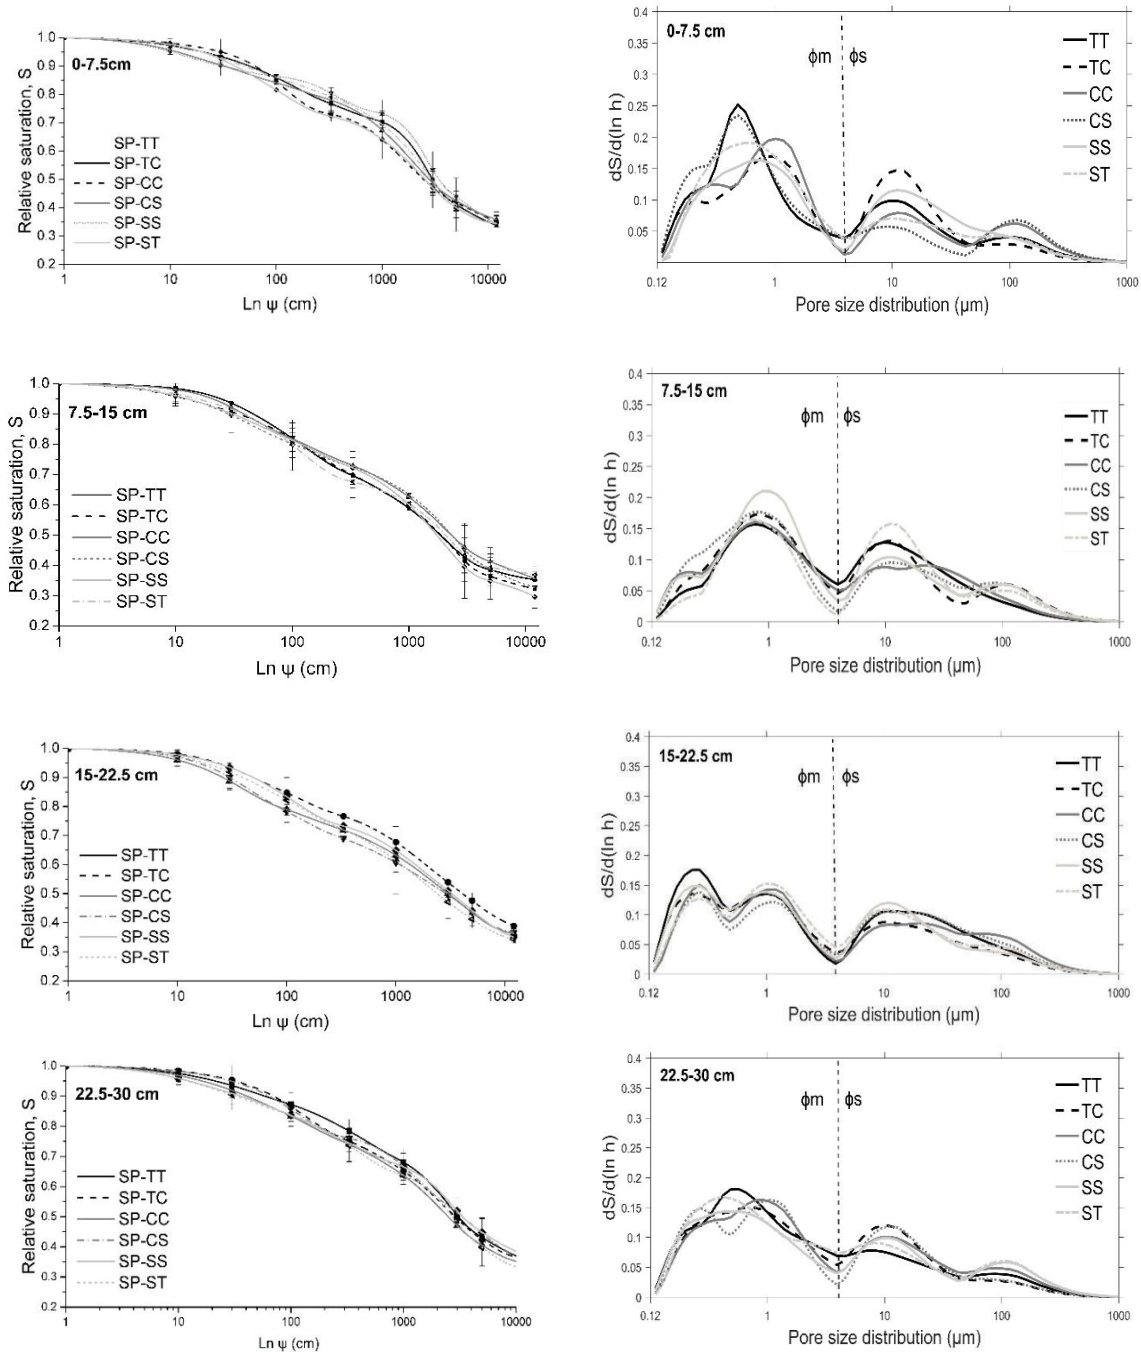 1.0
0.9
0.8
0.7
0.6
0.5
0.4
0.3
0.2
Relative saturation, S
0-7.5cm
SP-TT
SP-TC
SP-CC
SP-CS
SP-SS
SP-ST
1 10 100 1000 10000
Ln ψ (cm)
0.4
0.35
0.3
0.25
0.2
0.15
0.1
0.05
dS/d(ln h)
0-7.5 cm
ϕm ϕs
TT
TC
CC
CS
SS
ST
0.12 1 10 100 1000
Pore size distribution (µm)
1.0
0.9
0.8
0.7
0.6
0.5
0.4
0.3
0.2
Relative saturation, S
7.5-15 cm
SP-TT
SP-TC
SP-CC
SP-CS
SP-SS
SP-ST
1 10 100 1000 10000
Ln ψ (cm)
0.4
0.35
0.3
0.25
0.2
0.15
0.1
0.05
0
dS/d(ln h)
7.5-15 cm
ϕm ϕs
TT
TC
CC
CS
SS
ST
0.12 1 10 100 1000
Pore size distribution (µm)
1.0
0.9
0.8
0.7
0.6
0.5
0.4
0.3
0.2
Relative saturation, S
15-22.5 cm
SP-TT
SP-TC
SP-CC
SP-CS
SP-SS
SP-ST
1 10 100 1000 10000
Ln ψ (cm)
0.4
0.35
0.3
0.25
0.2
0.15
0.1
0.05
0
dS/d(ln h)
15-22.5 cm
ϕm ϕs
TT
TC
CC
CS
SS
ST
0.12 1 10 100 1000
Pore size distribution (µm)
1.0
0.9
0.8
0.7
0.6
0.5
0.4
0.3
0.2
Relative saturation, S
22.5-30 cm
SP-TT
SP-TC
SP-CC
SP-CS
SP-SS
SP-ST
1 10 100 1000 10000
Ln ψ (cm)
0.4
0.35
0.3
0.25
0.2
0.15
0.1
0.05
0
dS/d(ln h)
22.5-30 cm
ϕm ϕs
TT
TC
CC
CS
SS
ST
0.12 1 10 100 1000
Pore size distribution (µm)